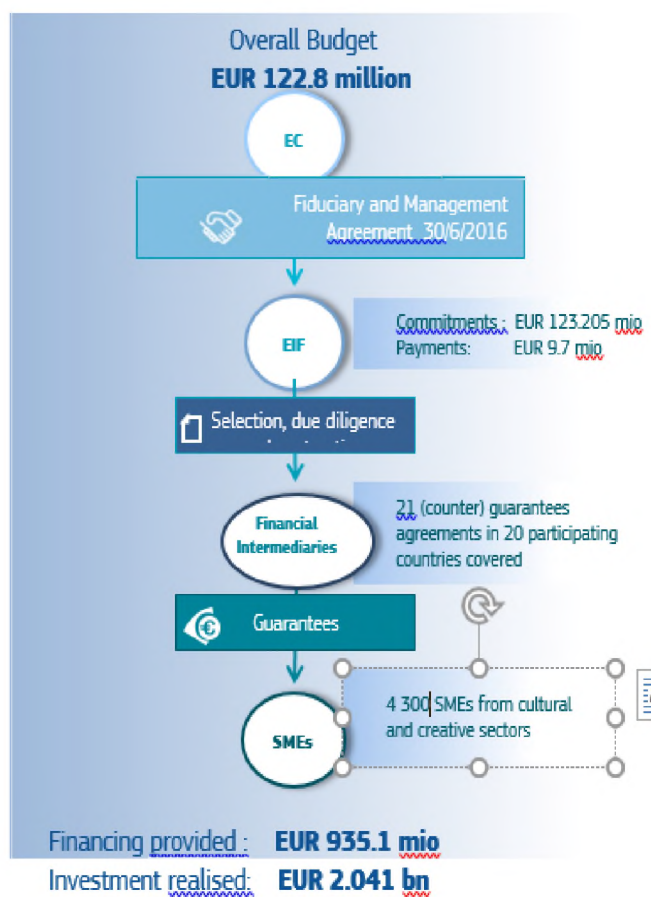 Overall Budget
EUR 122.8 million
EC
Fiduciary and Management
Agreement 30/6/2016
EIF
Commitments : EUR 123.205 mio
Payments: EUR 9.7 mio
Selection, due diligence
Financial
Intermediaries
21 (counter) guarantees
agreements in 20 participating
countries covered
Guarantees
4 300 SMEs from cultural
and creative sectors
SMEs
Financing provided : EUR 935.1 mio
Investment realised: EUR 2.041 bn